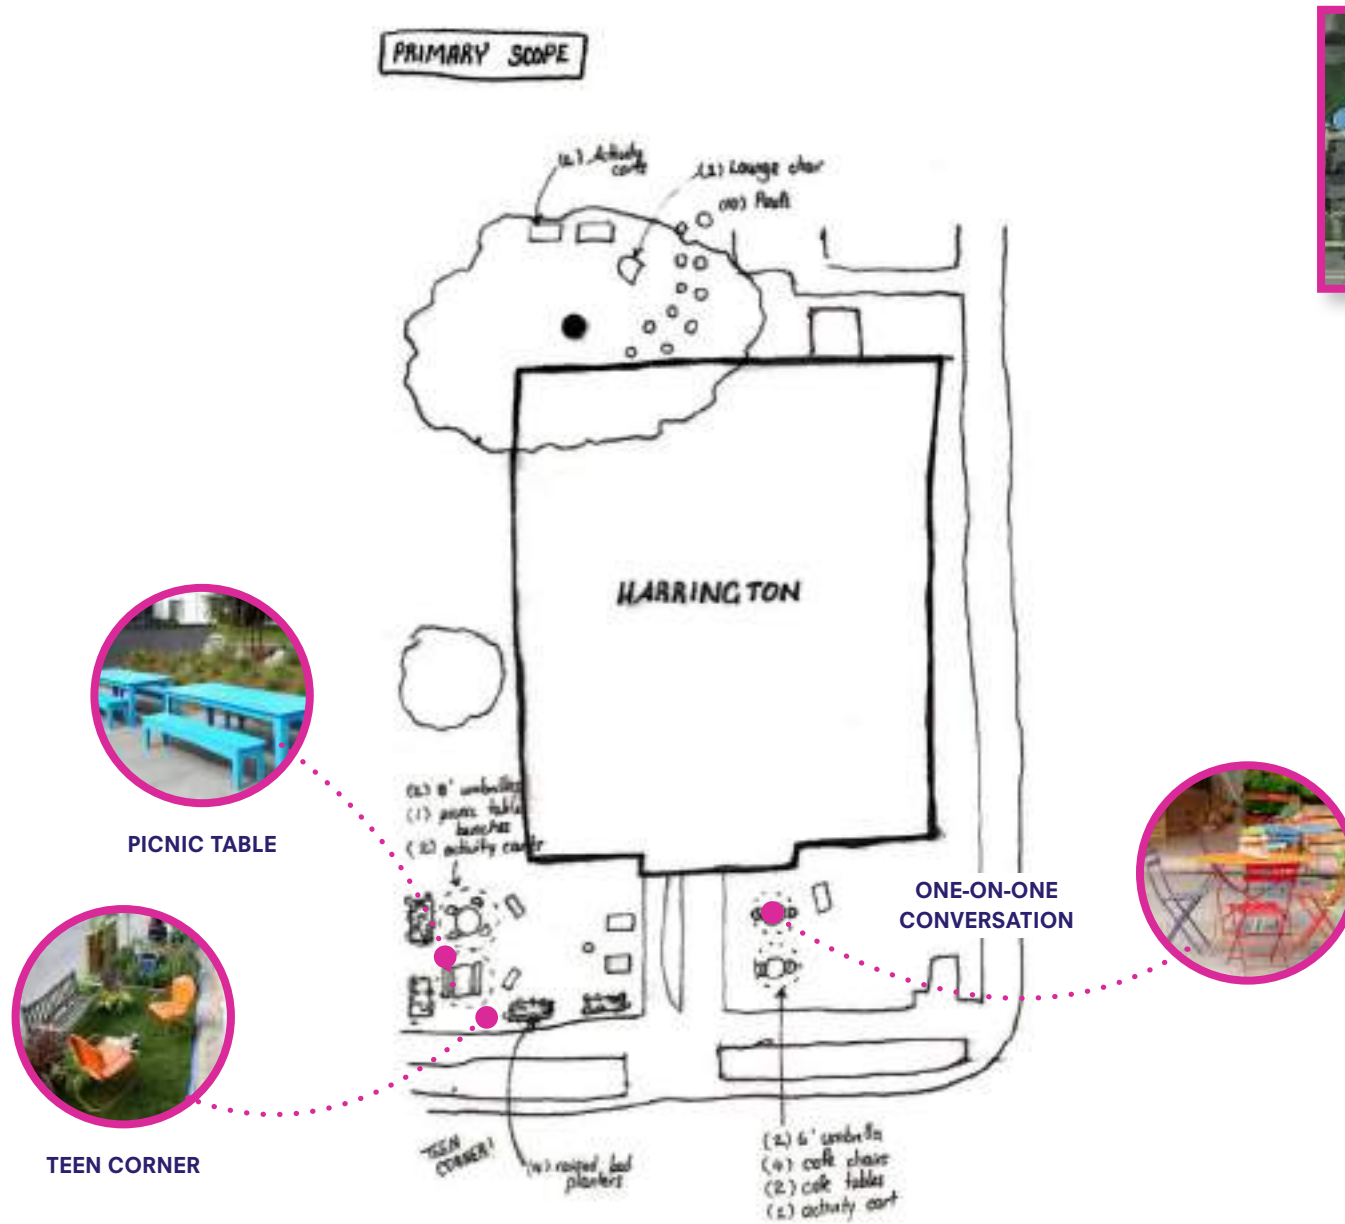 PRIMARY SCOPE
Activity
carts
(1) Lounge chair
(10) Poufs
HARRINGTON
PICNIC TABLE
(2) 8' umbrellas
(1) picnic table
benches
(2) activity carts
ONE-ON-ONE
CONVERSATION
TEEN CORNER
TEEN
CORNER!
(4) raised bed
planters
(2) 6' umbrella
(4) cafe chairs
(2) cafe tables
(1) activity cart